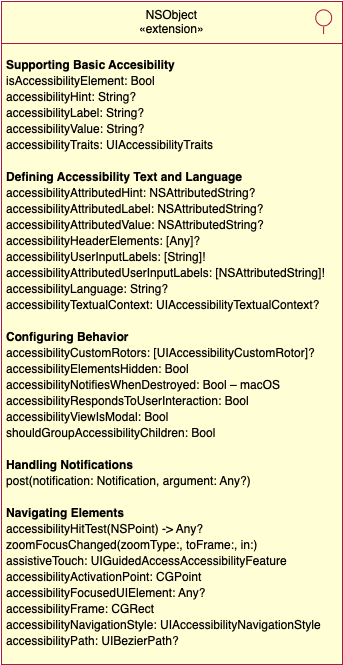 NSObject
«extension»
Supporting Basic Accesibility
isAccessibilityElement: Bool
accessibilityHint: String?
accessibilityLabel: String?
accessibilityValue: String?
accessibilityTraits: UIAccessibilityTraits
Defining Accessibility Text and Language
accessibilityAttributedHint: NSAttributedString?
accessibilityAttributedLabel: NSAttributedString?
accessibilityAttributedValue: NSAttributedString?
accessibilityHeaderElements: [Any]?
accessibilityUserInputLabels: [String]!
accessibilityAttributedUserInputLabels: [NSAttributedString]!
accessibilityLanguage: String?
accessibilityTextualContext: UIAccessibilityTextualContext?
Configuring Behavior
accessibilityCustomRotors: [UIAccessibilityCustomRotor]?
accessibilityElementsHidden: Bool
accessibilityNotifiesWhenDestroyed: Bool – macOS
accessibilityRespondsToUserInteraction: Bool
accessibilityViewIsModal: Bool
shouldGroupAccessibilityChildren: Bool
Handling Notifications
post(notification: Notification, argument: Any?)
Navigating Elements
accessibilityHitTest(NSPoint) -> Any?
zoomFocusChanged(zoomType:, toFrame:, in:)
assistiveTouch: UIGuidedAccessAccessibilityFeature
accessibilityActivationPoint: CGPoint
accessibilityFocusedUIElement: Any?
accessibilityFrame: CGRect
accessibilityNavigationStyle: UIAccessibilityNavigationStyle
accessibilityPath: UIBezierPath?